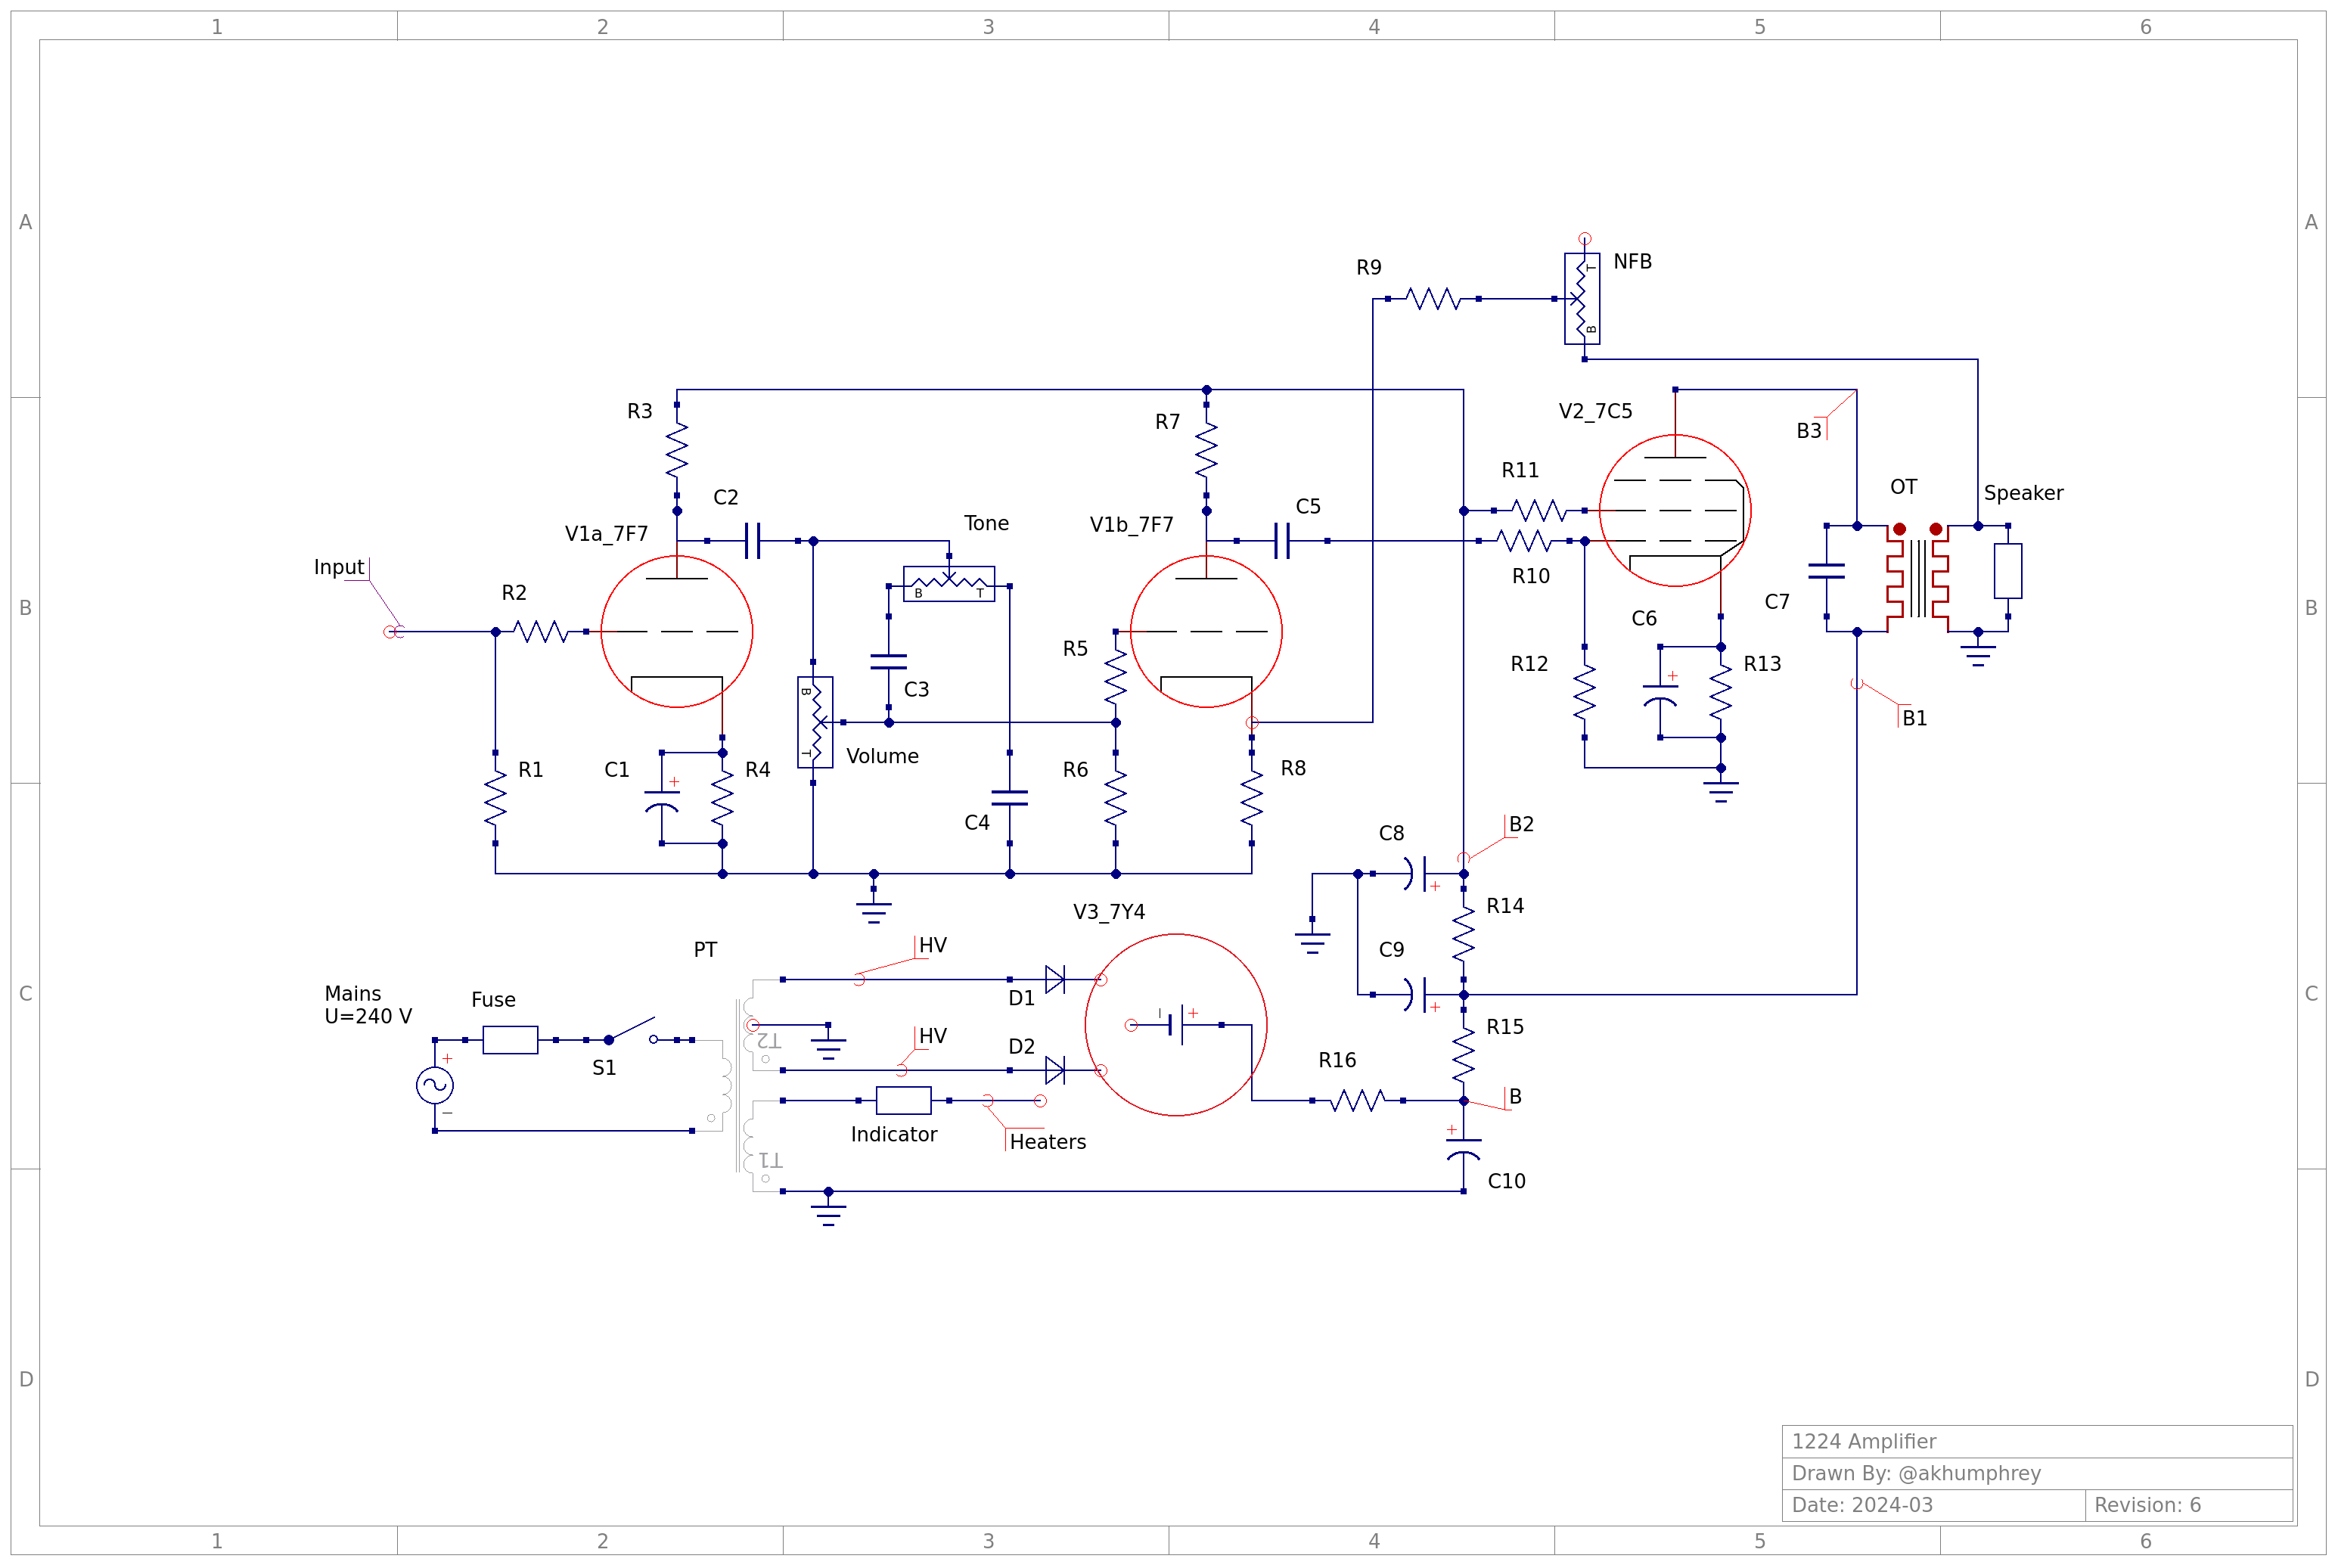 1 2 3 4 5 6
A A
NFB
R9
R3 R7 V2_7C5 B3
C2 C5 R11 OT Speaker
V1a_7F7 Tone V1b_7F7
Input R2 B T R10
B C7 B
C6
R5 R12 R13
B C3
+
T Volume B1
R1 C1 R4 R6 R8
+
C4 C8 B2
+
V3_7Y4 R14
PT HV C9
+
C C
Mains Fuse D1
U=240 V
T2 HV D2 - + R15
S1 R16
+
- B
Indicator Heaters +
T1 C10
T
B
D D
1224 Amplifier
Drawn By: @akhumphrey
Date: 2024-03 Revision: 6
1 2 3 4 5 6